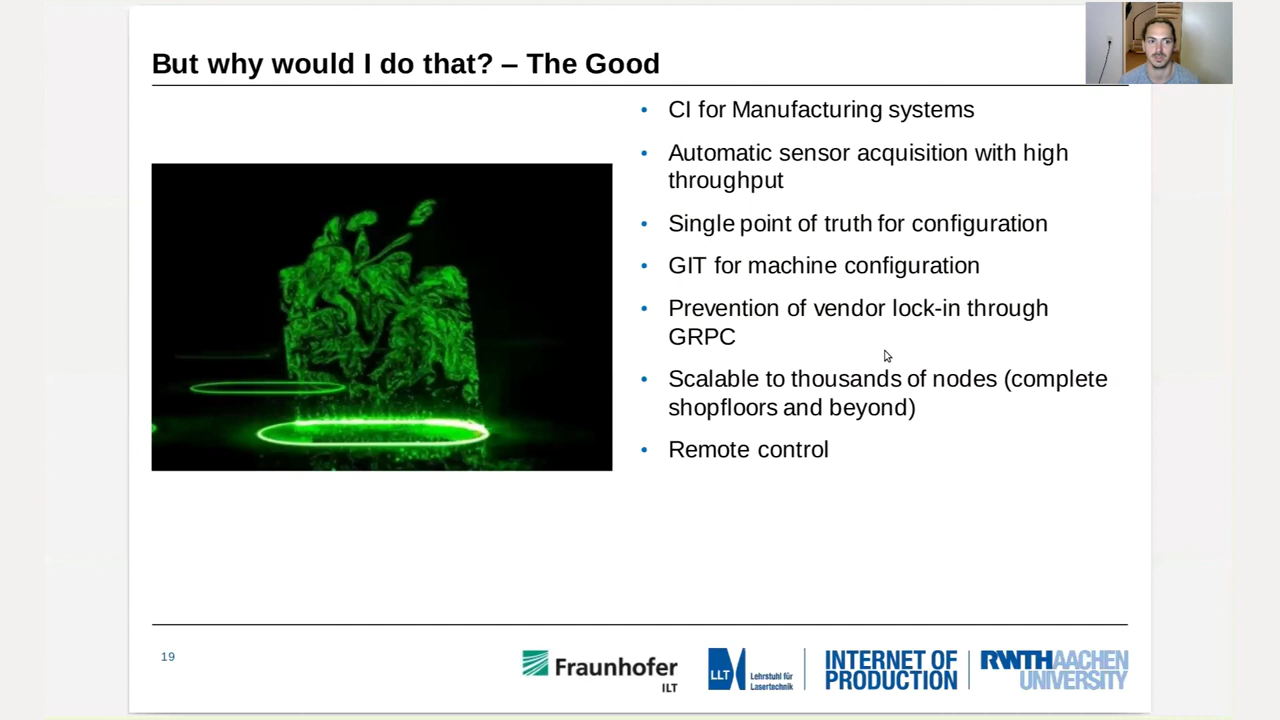 But why would I do that? – The Good
CI for Manufacturing systems
Automatic sensor acquisition with high
throughput
Single point of truth for configuration
GIT for machine configuration
Prevention of vendor lock-in through
GRPC
Scalable to thousands of nodes (complete
shopfloors and beyond)
Remote control
19
Fraunhofer
ILT
LLT
Lehrstuhl für
Lasertechnik
INTERNET OF
PRODUCTION
RWTHAACHEN
UNIVERSITY